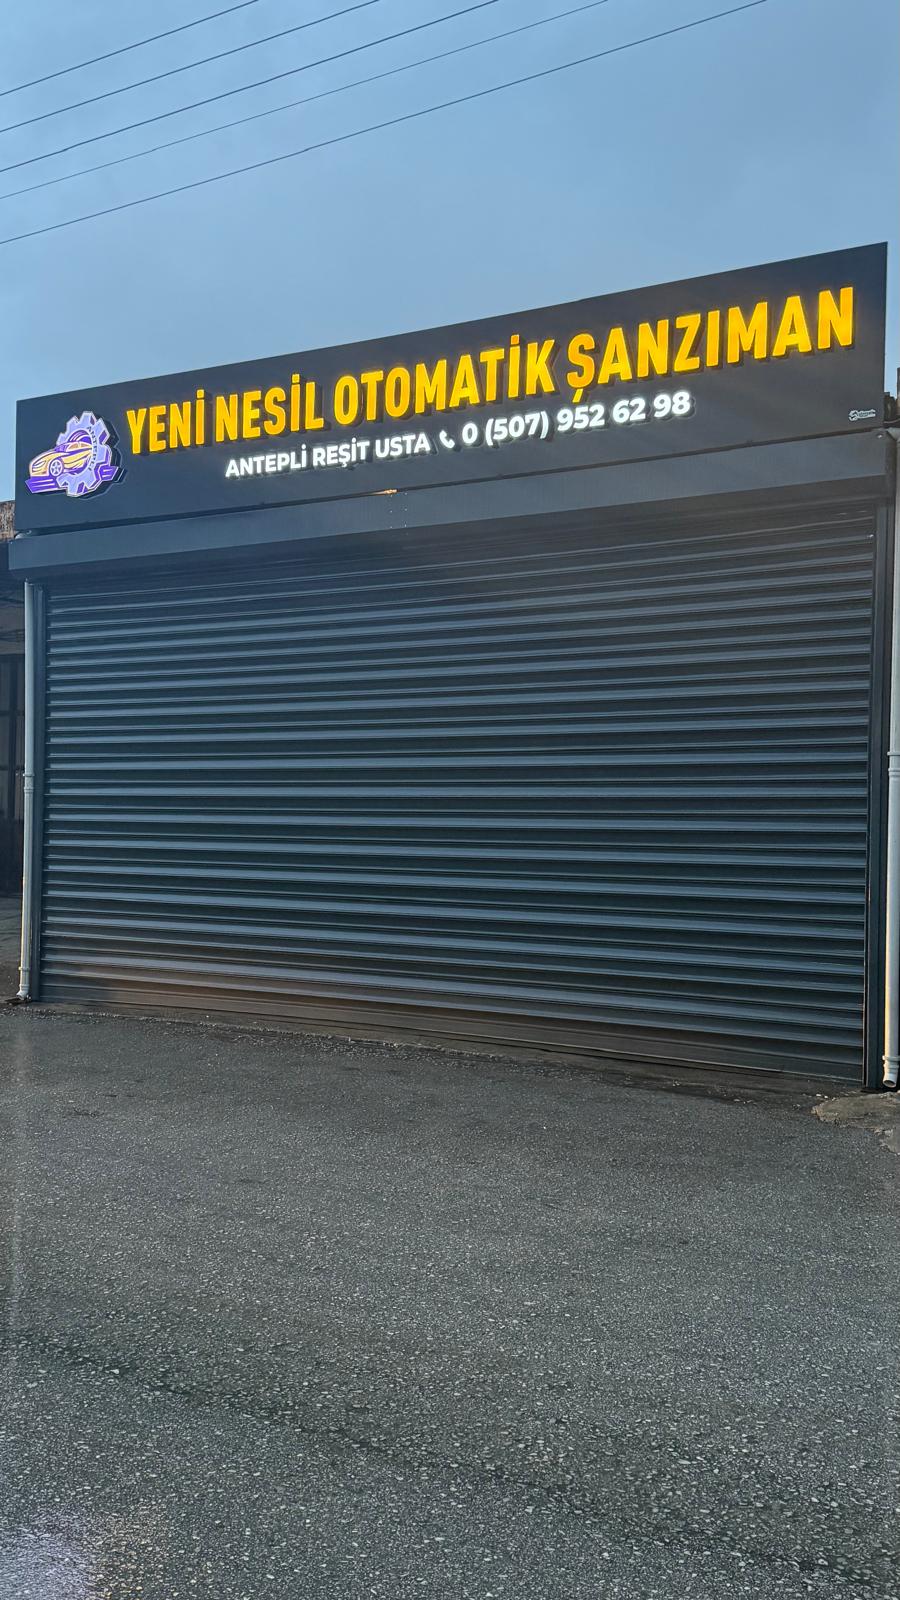 YENİ NESİL OTOMATİK ŞANZIMAN
ANTEPLİ REŞİT USTA 0 (507) 952 62 98